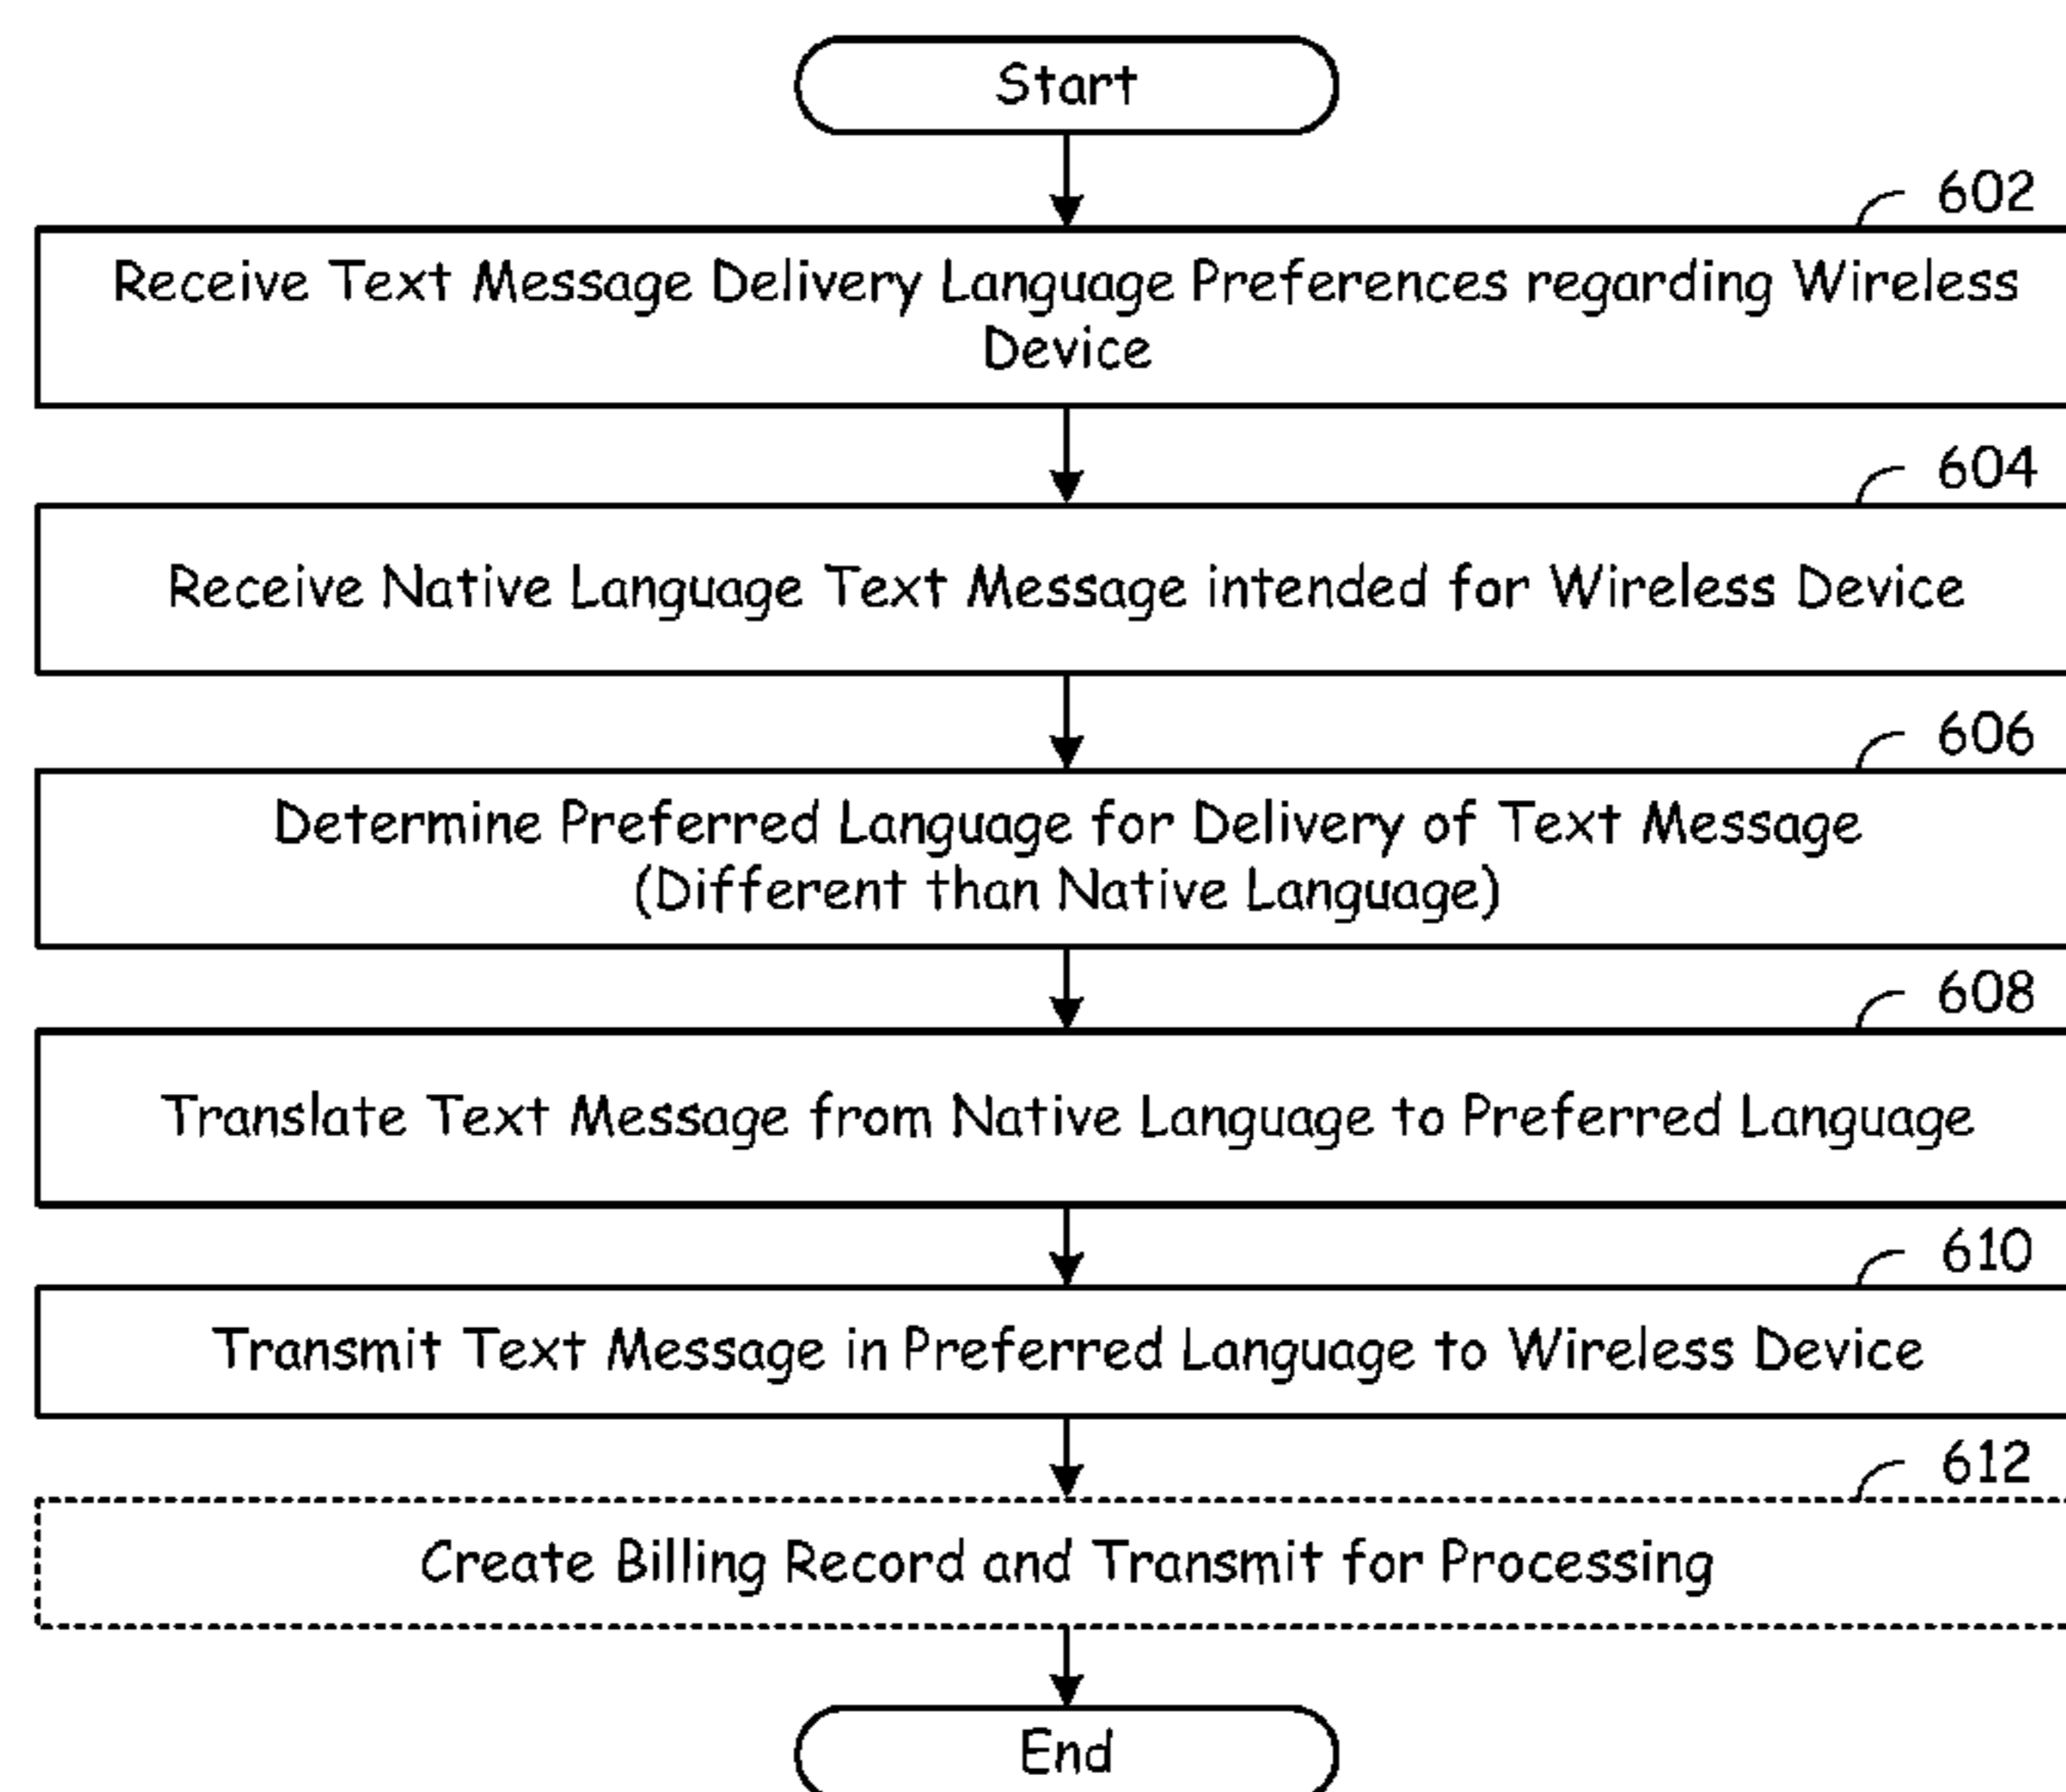 Start
602
Receive Text Message Delivery Language Preferences regarding Wireless
Device
604
Receive Native Language Text Message intended for Wireless Device
606
Determine Preferred Language for Delivery of Text Message
(Different than Native Language)
608
Translate Text Message from Native Language to Preferred Language
610
Transmit Text Message in Preferred Language to Wireless Device
612
Create Billing Record and Transmit for Processing
End